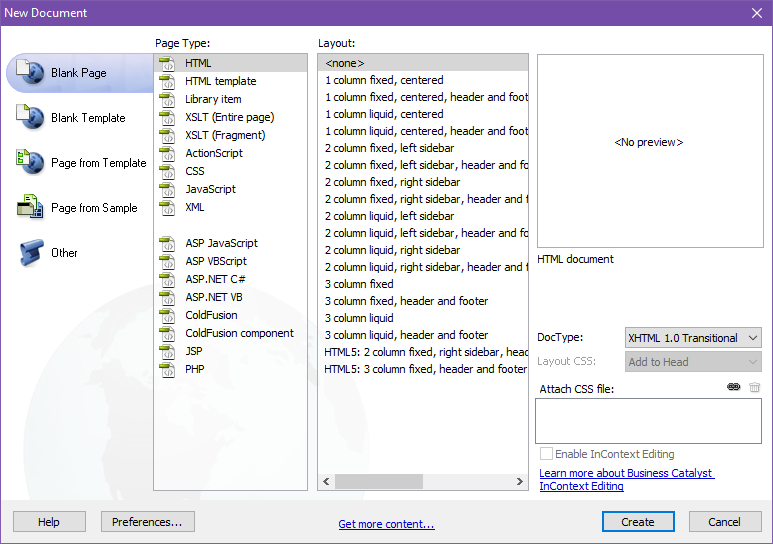 New Document
Blank Page
Blank Template
Page from Template
Page from Sample
Other
Page Type:
HTML
HTML template
Library item
XSLT (Entire page)
XSLT (Fragment)
ActionScript
CSS
JavaScript
XML
ASP JavaScript
ASP VBScript
ASP.NET C#
ASP.NET VB
ColdFusion
ColdFusion component
JSP
PHP
Layout:
<none>
1 column fixed, centered
1 column fixed, centered, header and foot
1 column liquid, centered
1 column liquid, centered, header and foot
2 column fixed, left sidebar
2 column fixed, left sidebar, header and fo
2 column fixed, right sidebar
2 column fixed, right sidebar, header and f
2 column liquid, left sidebar
2 column liquid, left sidebar, header and fo
2 column liquid, right sidebar
2 column liquid, right sidebar, header and f
3 column fixed
3 column fixed, header and footer
3 column liquid
3 column liquid, header and footer
HTML5: 2 column fixed, right sidebar, head
HTML5: 3 column fixed, header and footer
<No preview>
HTML document
DocType:
XHTML 1.0 Transitional
Layout CSS:
Add to Head
Attach CSS file:
Enable InContext Editing
Learn more about Business Catalyst
InContext Editing
Help
Preferences...
Get more content...
Create
Cancel